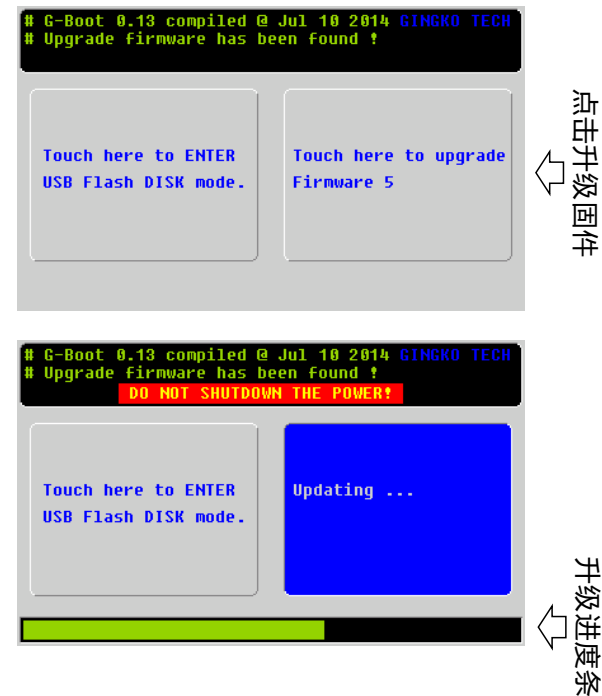 # G-Boot 0.13 compiled @ Jul 10 2014 GINGKO TECH
# Upgrade firmware has been found !
Touch here to ENTER
USB Flash DISK mode.
Touch here to upgrade
Firmware 5
点击升级固件
# G-Boot 0.13 compiled @ Jul 10 2014 GINGKO TECH
# Upgrade firmware has been found !
DO NOT SHUTDOWN THE POWER!
Touch here to ENTER
USB Flash DISK mode.
Updating ...
升级进度条